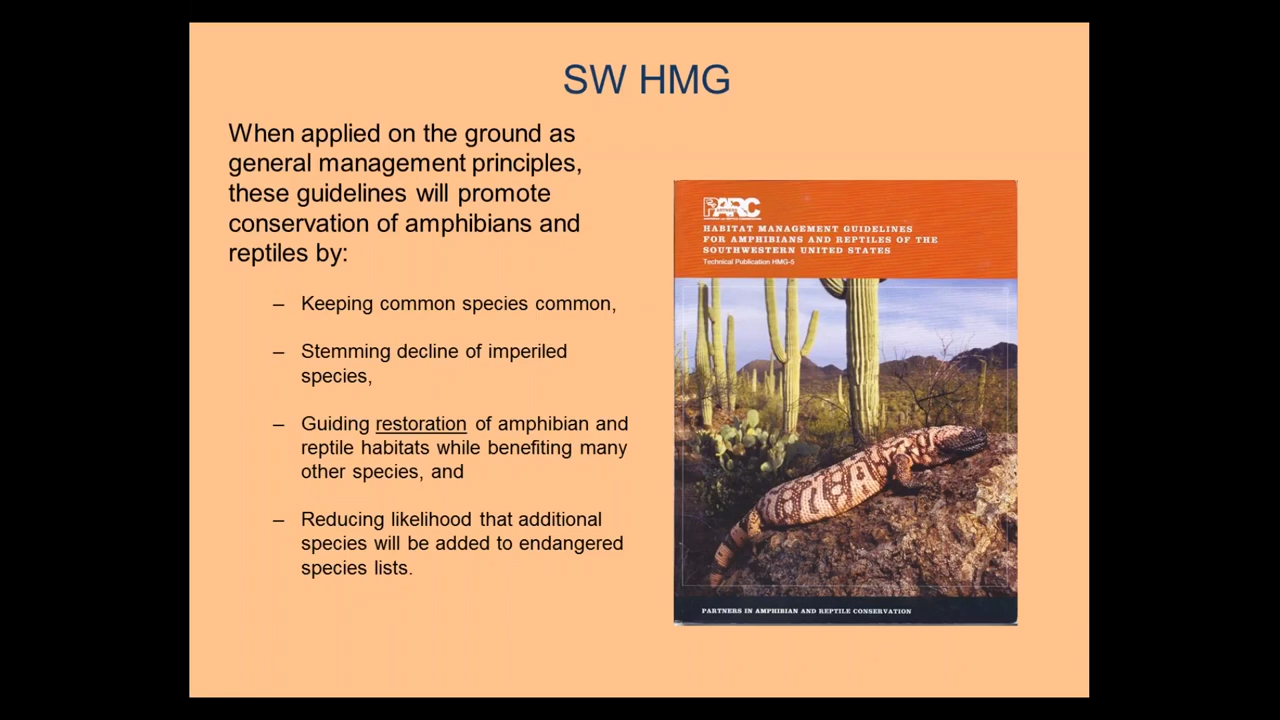 SW HMG
When applied on the ground as
general management principles,
these guidelines will promote
conservation of amphibians and
reptiles by:
– Keeping common species common,
– Stemming decline of imperiled
species,
– Guiding restoration of amphibian and
reptile habitats while benefiting many
other species, and
– Reducing likelihood that additional
species will be added to endangered
species lists.
PARC
HABITAT MANAGEMENT GUIDELINES
FOR AMPHIBIANS AND REPTILES OF THE
SOUTHWESTERN UNITED STATES
Technical Publication HMG-5
PARTNERS IN AMPHIBIAN AND REPTILE CONSERVATION